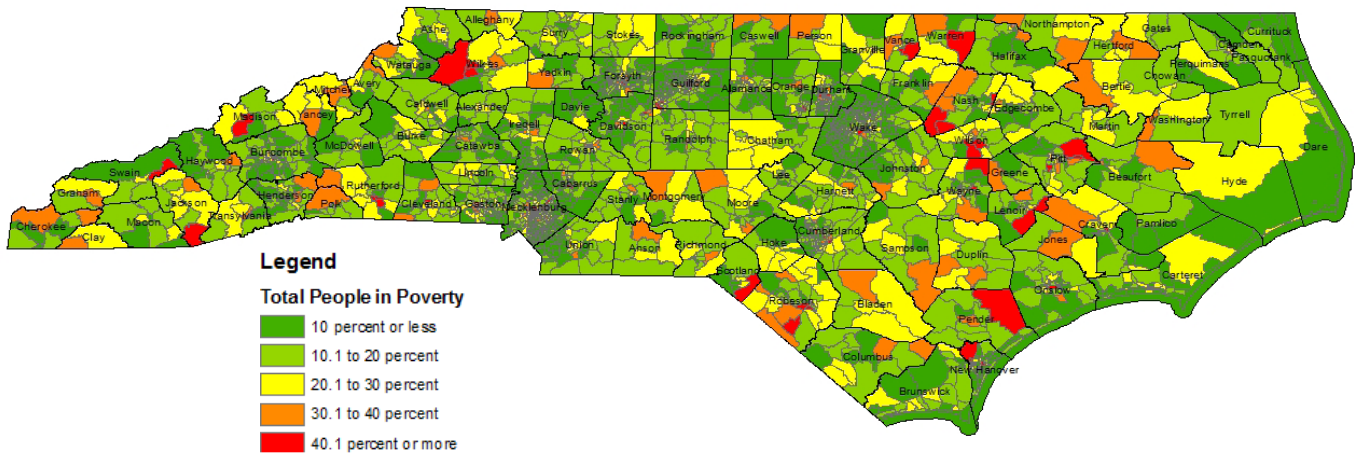 Alleghany
Northampton
Gates
Currituck
Ashe
Surry
Stokes
Rockingham
Caswell
Person
Vance
Warren
Hertford
Camden
Granville
Halifax
Perquimans
Pasquotank
Watauga
Wilkes
Chowan
Avery
Yadkin
Forsyth
Guilford
Alamance
Orange
Durham
Franklin
Bertie
Mitchell
Nash
Edgecombe
Caldwell
Alexander
Davie
Madison
Yancey
Iredell
Davidson
Wake
Martin
Washington
Tyrrell
Burke
Randolph
Chatham
Wilson
Dare
McDowell
Catawba
Rowan
Buncombe
Haywood
Pitt
Swain
Lincoln
Lee
Johnston
Greene
Beaufort
Hyde
Graham
Henderson
Rutherford
Cabarrus
Harnett
Wayne
Jackson
Polk
Cleveland
Gaston
Stanly
Montgomery
Moore
Lenoir
Macon
Transylvania
Mecklenburg
Craven
Pamlico
Cherokee
Clay
Cumberland
Jones
Union
Anson
Richmond
Hoke
Sampson
Duplin
Legend
Scotland
Carteret
Total People in Poverty
Onslow
Robeson
Bladen
10 percent or less
Pender
10.1 to 20 percent
Columbus
New Hanover
20.1 to 30 percent
Brunswick
30.1 to 40 percent
40.1 percent or more